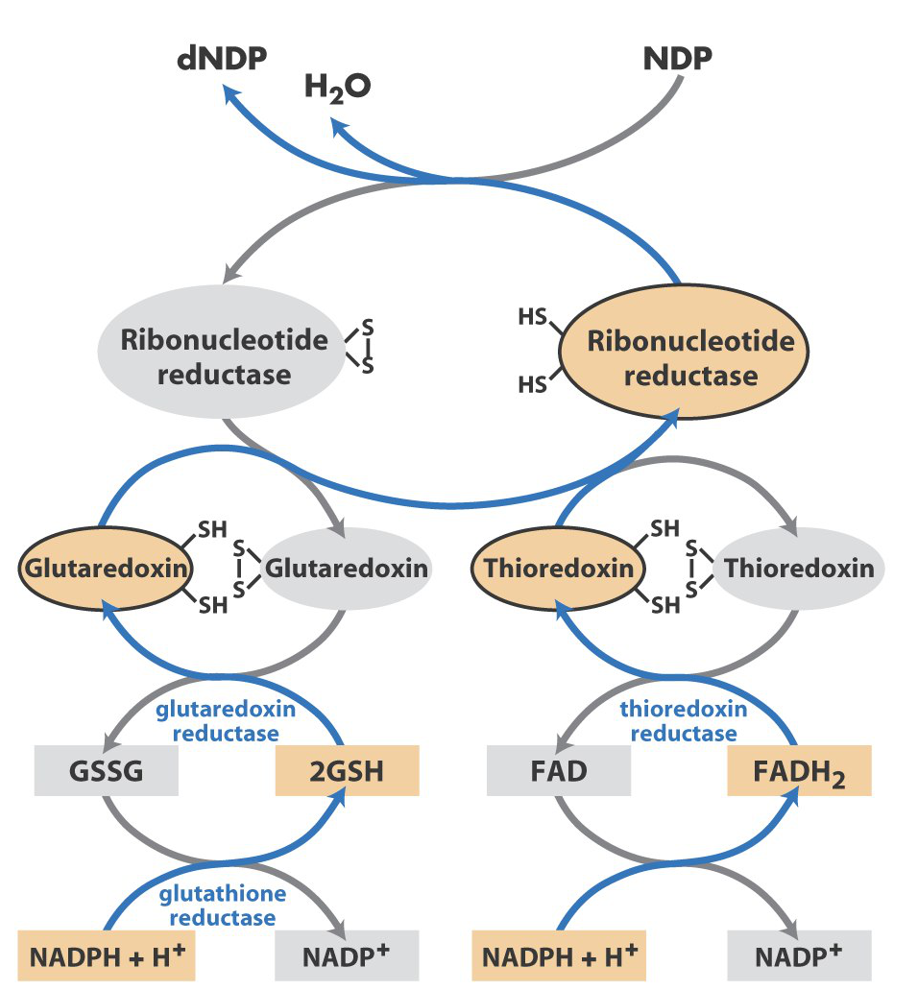 dNDP
H₂O
NDP
Ribonucleotide
reductase
S
S
HS
HS
Ribonucleotide
reductase
Glutaredoxin
SH
SH
S
S
Glutaredoxin
Thioredoxin
SH
SH
S
S
Thioredoxin
glutaredoxin
reductase
thioredoxin
reductase
GSSG
2GSH
FAD
FADH₂
glutathione
reductase
NADPH + H⁺
NADP⁺
NADPH + H⁺
NADP⁺